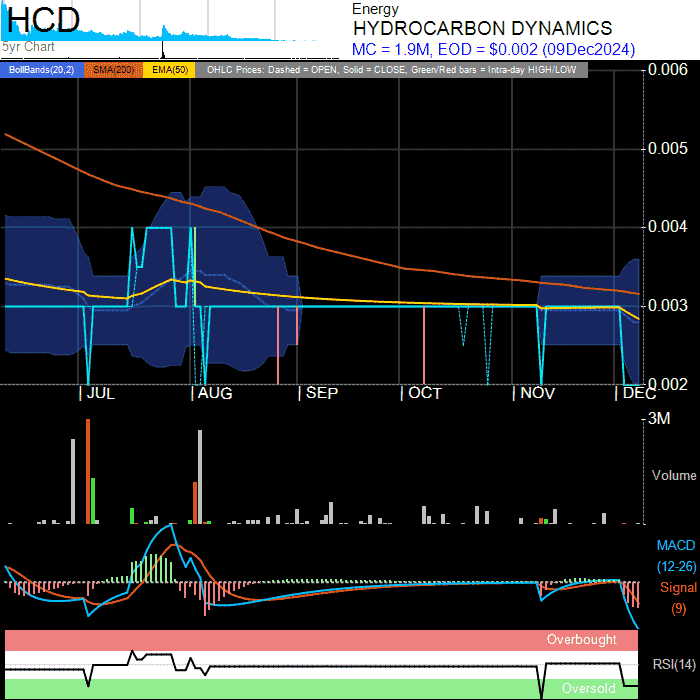 HCD
5yr Chart
Energy
HYDROCARBON DYNAMICS
MC = 1.9M, EOD = $0.002 (09Dec2024)
BollBands(20,2) SMA(200) EMA(50) OHLC Prices: Dashed = OPEN, Solid = CLOSE, Green/Red bars = Intra-day HIGH/LOW
0.006
0.005
0.004
0.003
0.002
| JUL | AUG | SEP | OCT | NOV | DEC
3M
Volume
MACD
(12-26)
Signal
(9)
Overbought
RSI(14)
Oversold